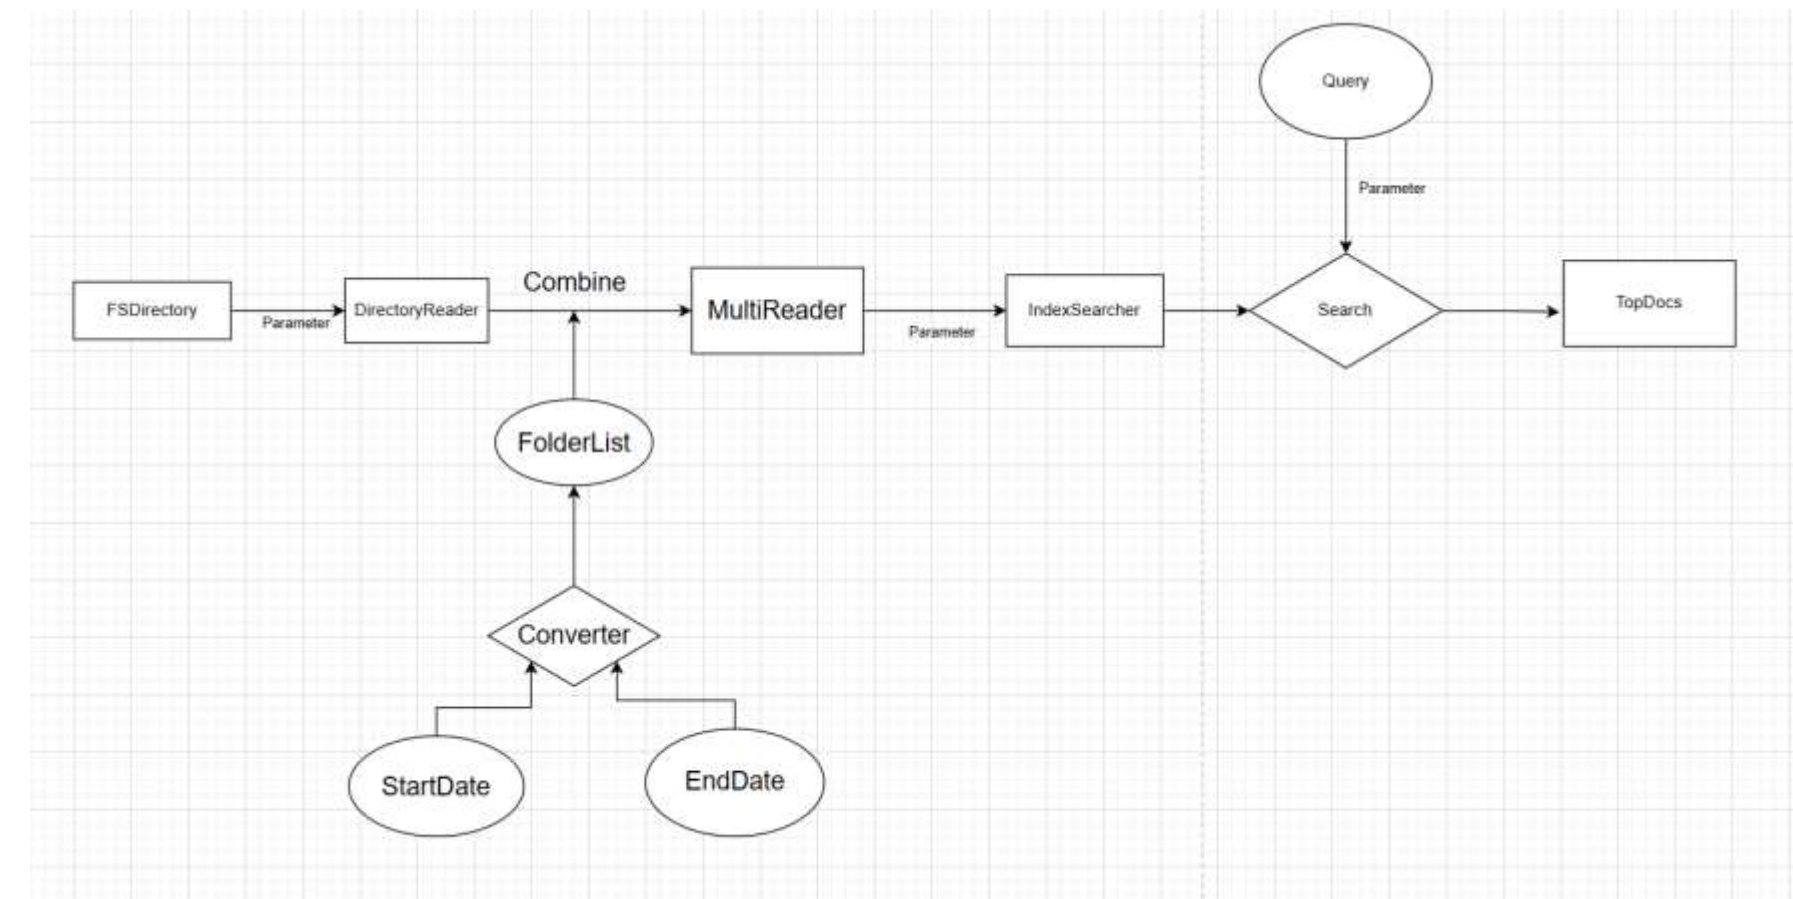 Query
Parameter
Combine
FSDirectory
Parameter
DirectoryReader
MultiReader
Parameter
IndexSearcher
Search
TopDocs
FolderList
Converter
StartDate
EndDate